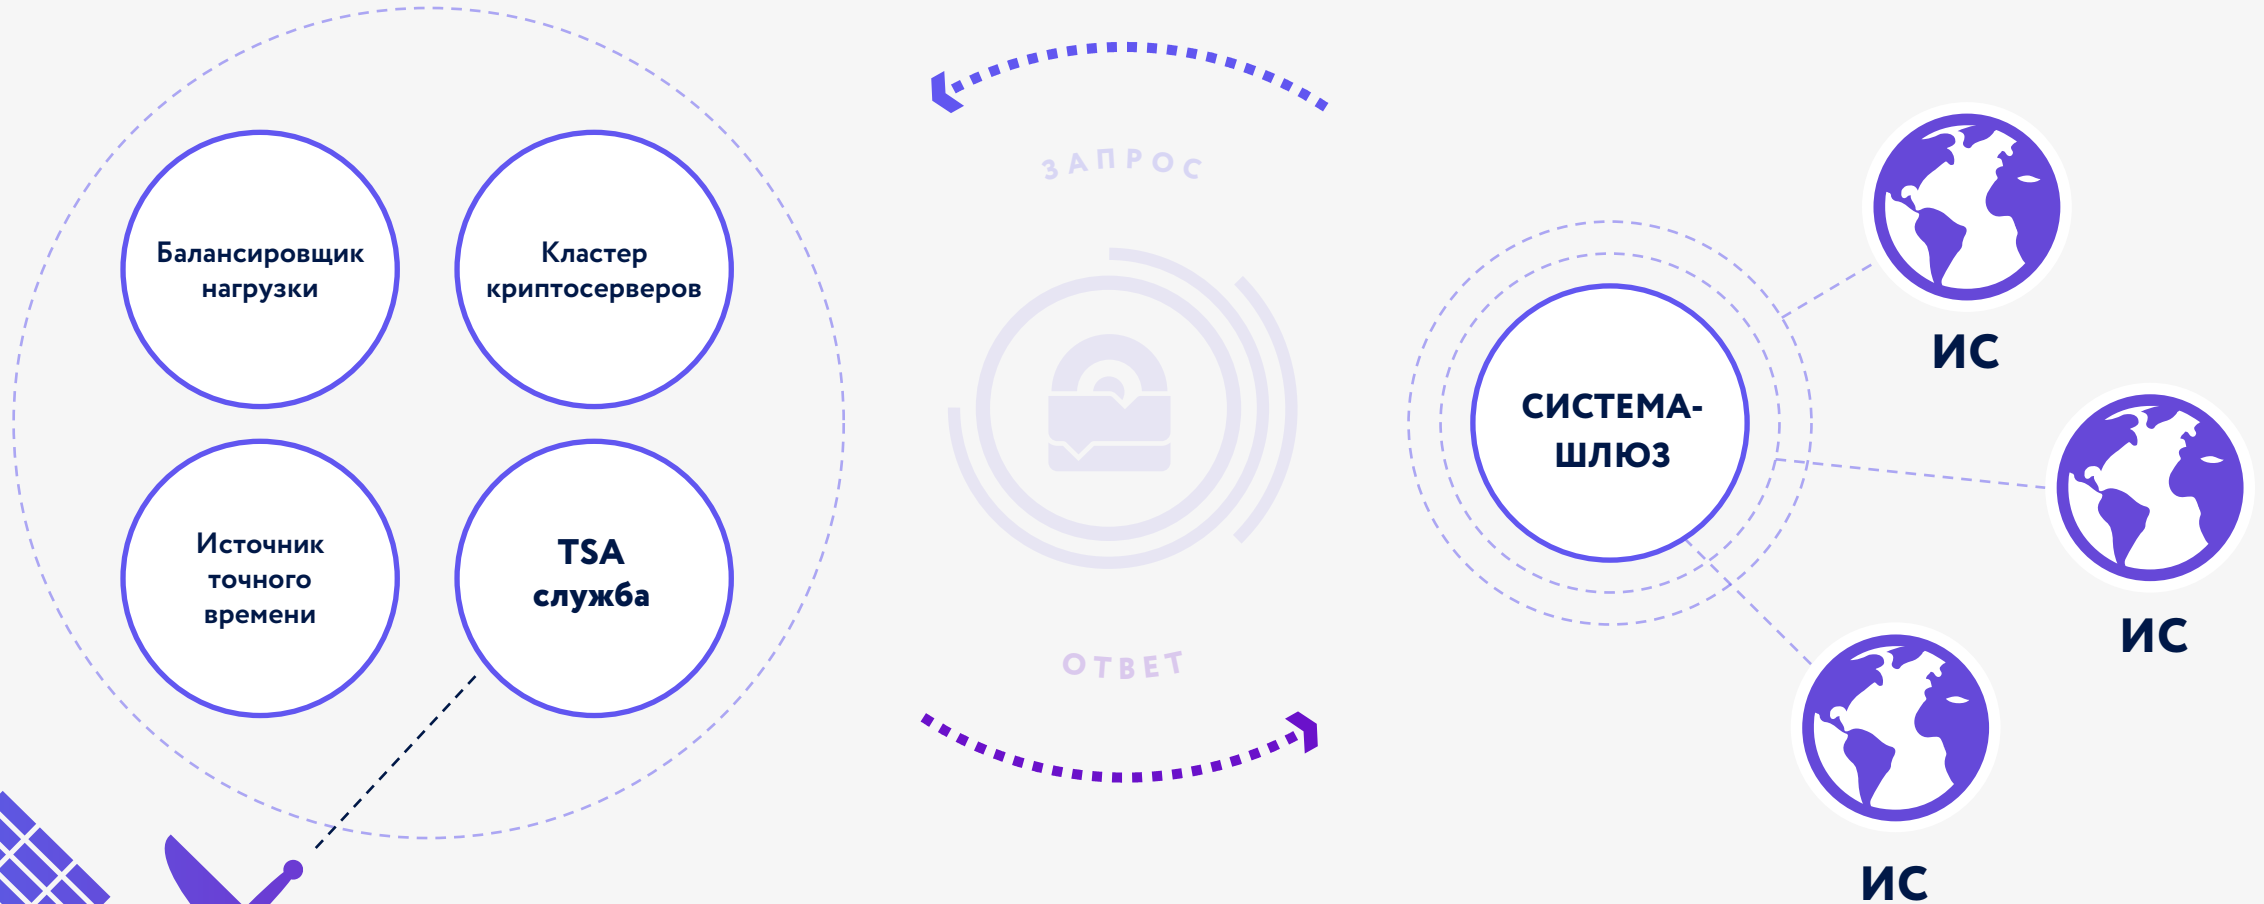 Балансировщик
нагрузки
Кластер
криптосерверов
Источник
точного
времени
TSA
служба
ЗАПРОС
ОТВЕТ
СИСТЕМА-
ШЛЮЗ
ИС
ИС
ИС